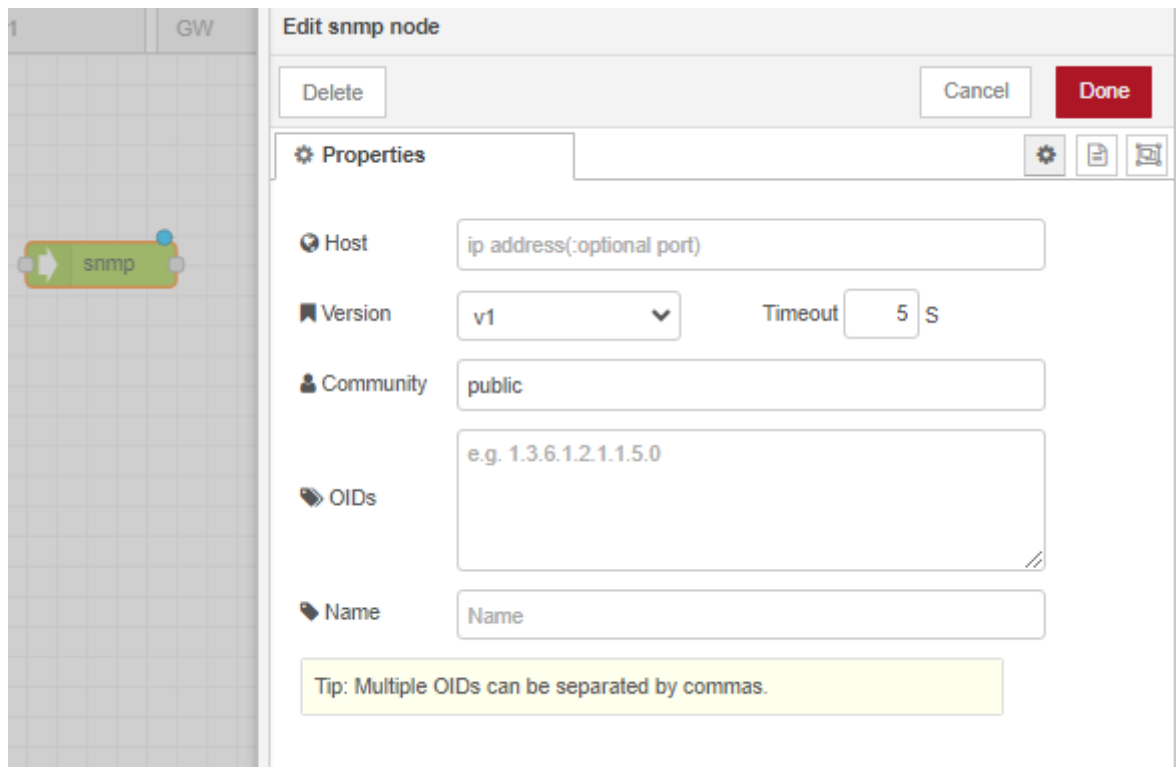 1
GW
Edit snmp node
Delete
Cancel
Done
Properties
Host
ip address(:optional port)
Version
v1
Timeout
5
S
Community
public
OIDs
e.g. 1.3.6.1.2.1.1.5.0
Name
Name
Tip: Multiple OIDs can be separated by commas.
snmp